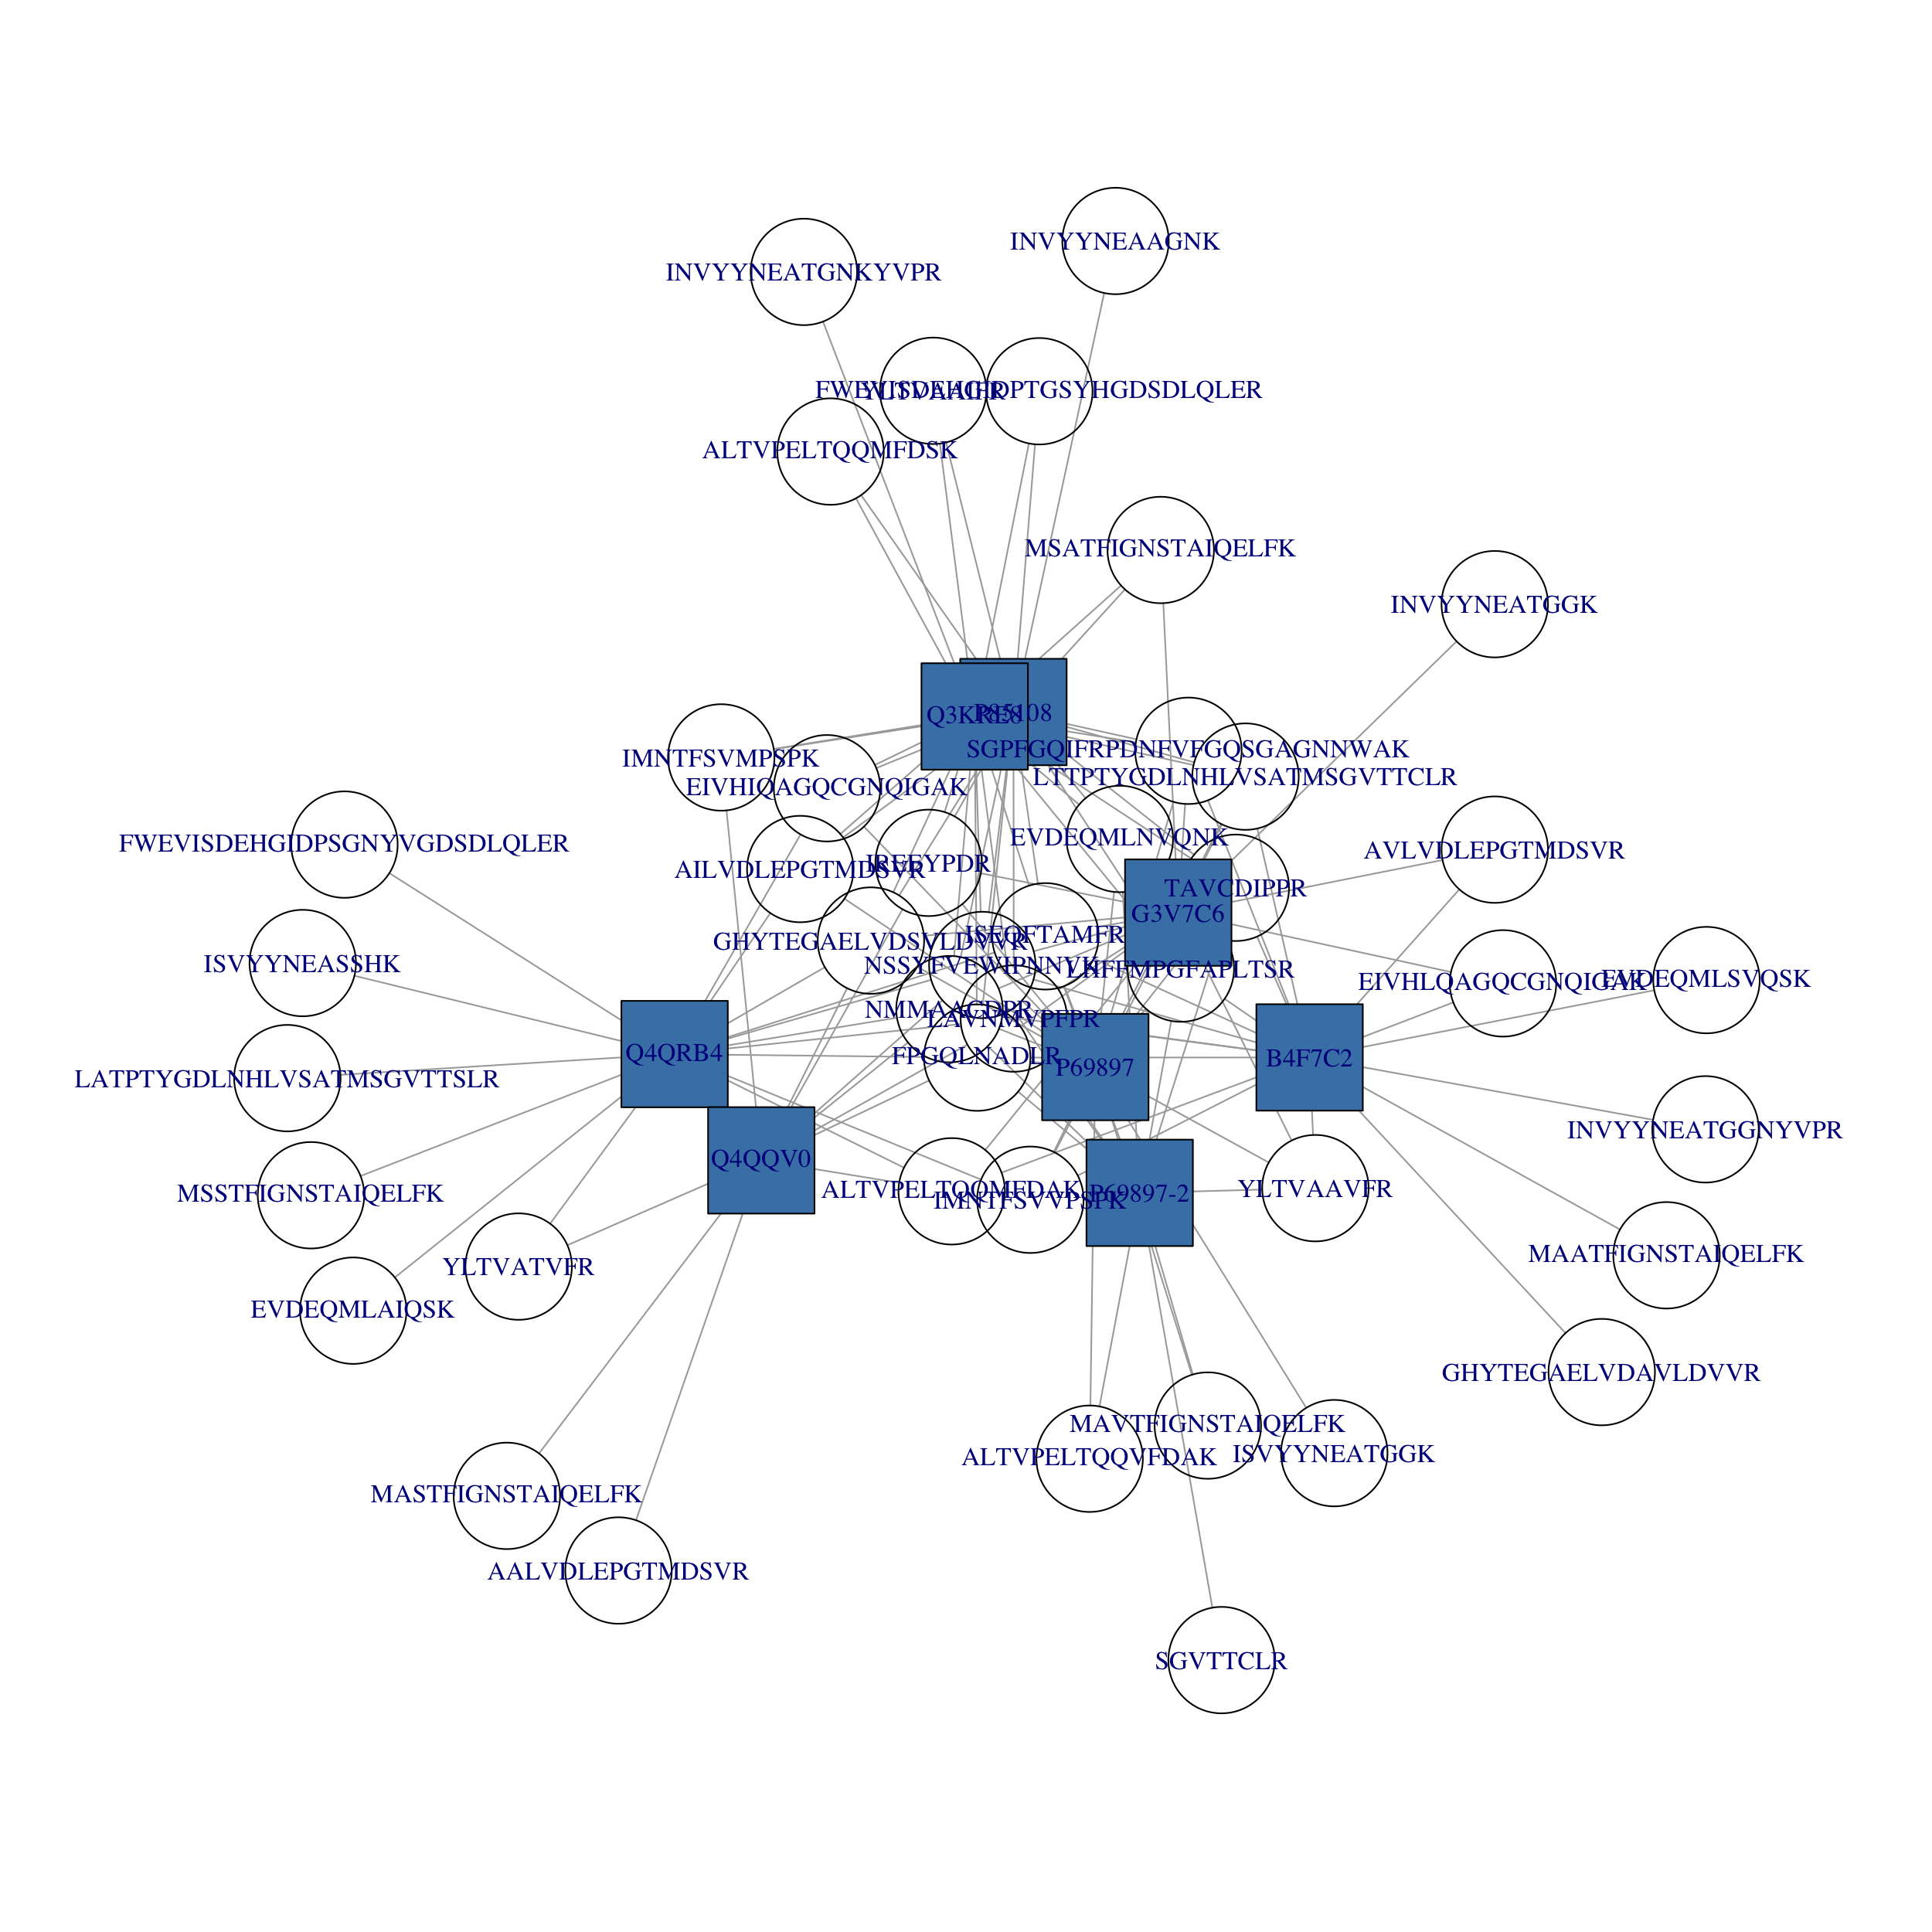 INVYYNEAAGNK
INVYYNEATGNKYVPR
YLTVAAIFR
FWEVISDEHGIDPTGSYHGDSDLQLER
ALTVPELTQQMFDSK
MSATFIGNSTAIQELFK
INVYYNEATGGK
Q3KRE8
P85108
SGPFGQIFRPDNFVFGQSGAGNNWAK
IMNTFSVMPSPK
LTTPTYGDLNHLVSATMSGVTTCLR
EIVHIQAGQCGNQIGAK
EVDEQMLNVQNK
FWEVISDEHGIDPSGNYVGDSDLQLER
AVLVDLEPGTMDSVR
IREEYPDR
AILVDLEPGTMDSVR
TAVCDIPPR
G3V7C6
ISEQFTAMFR
GHYTEGAELVDSVLDVVR
ISVYYNEASSHK
NSSYFVEWIPNNVK
LHFFMPGFAPLTSR
EIVHLQAGQCGNQIGAK
EVDEQMLSVQSK
NMMAACDPR
LAVNMVPFPR
Q4QRB4
FPGQLNADLR
B4F7C2
P69897
LATPTYGDLNHLVSATMSGVTTSLR
INVYYNEATGGNYVPR
Q4QQV0
ALTVPELTQQMFDAK
YLTVAAVFR
MSSTFIGNSTAIQELFK
P69897-2
IMNTFSVVPSPK
MAATFIGNSTAIQELFK
YLTVATVFR
EVDEQMLAIQSK
GHYTEGAELVDAVLDVVR
MAVTFIGNSTAIQELFK
ISVYYNEATGGK
ALTVPELTQQVFDAK
MASTFIGNSTAIQELFK
AALVDLEPGTMDSVR
SGVTTCLR